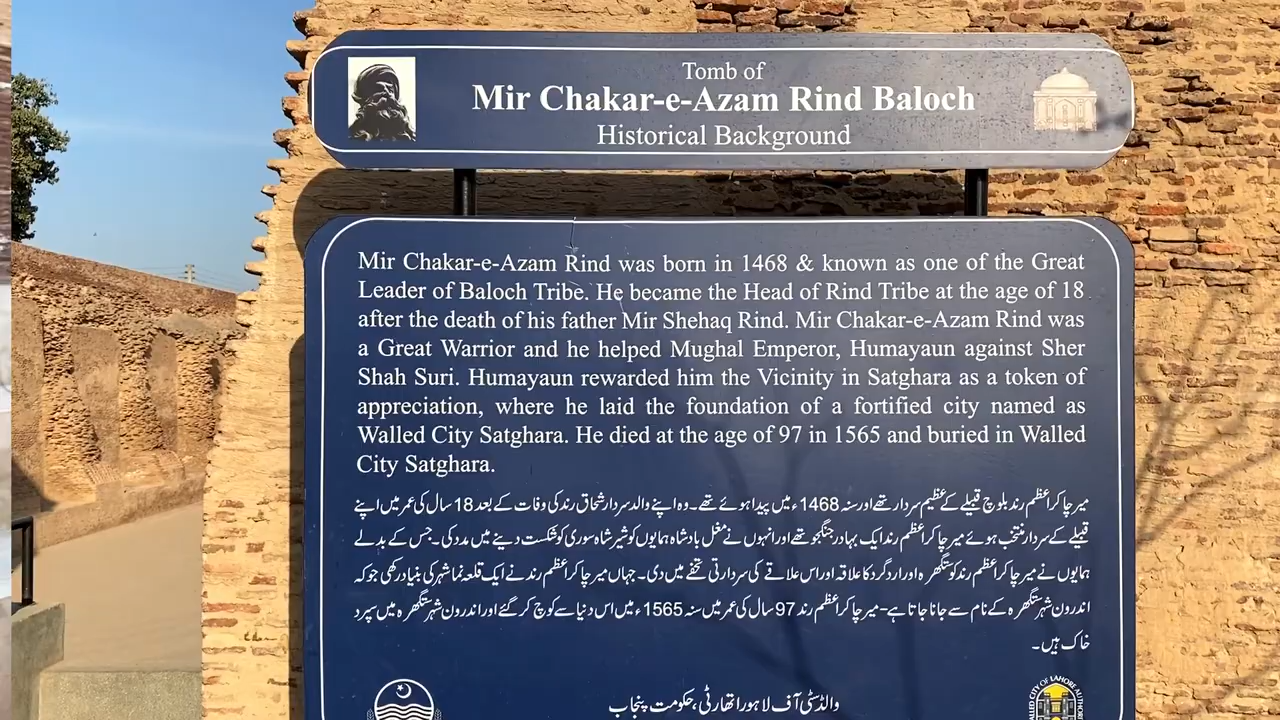 Tomb of
Mir Chakar-e-Azam Rind Baloch
Historical Background
Mir Chakar-e-Azam Rind was born in 1468 & known as one of the Great
Leader of Baloch Tribe. He became the Head of Rind Tribe at the age of 18
after the death of his father Mir Shehaq Rind. Mir Chakar-e-Azam Rind was
a Great Warrior and he helped Mughal Emperor, Humayaun against Sher
Shah Suri. Humayaun rewarded him the Vicinity in Satghara as a token of
appreciation, where he laid the foundation of a fortified city named as
Walled City Satghara. He died at the age of 97 in 1565 and buried in Walled
City Satghara.
میر چاکر اعظم رند بلوچ قبیلے کے عظیم سردار تھے اور سنہ 1468ء میں پیدا ہوئے تھے۔ وہ اپنے والد سردار شحاق رند کی وفات کے بعد 18 سال کی عمر میں اپنے
قبیلے کے سردار منتخب ہوئے میر چاکر اعظم رند ایک بہادر جنگجو تھے اور انہوں نے مغل بادشاہ ہمایوں کو شیر شاہ سوری کو شکست دینے میں مدد کی۔ جس کے بدلے
ہمایوں نے میر چاکر اعظم رند کو ستگھرہ اور اردگرد کا علاقہ اور اس علاقے کی سرداری تحفے میں دی۔ جہاں میر چاکر اعظم رند نے ایک قلعہ نما شہر کی بنیاد رکھی جو کہ
اندرون شہر ستگھرہ کے نام سے جانا جاتا ہے- میر چاکر اعظم رند 97 سال کی عمر میں سنہ 1565ء میں اس دنیا سے کوچ کر گئے اور اندرون شہر ستگھرہ میں سپرد
خاک ہیں۔
والڈ سٹی آف لاہور اتھارٹی، حکومت پنجاب
WALLED CITY OF LAHORE AUTHORITY